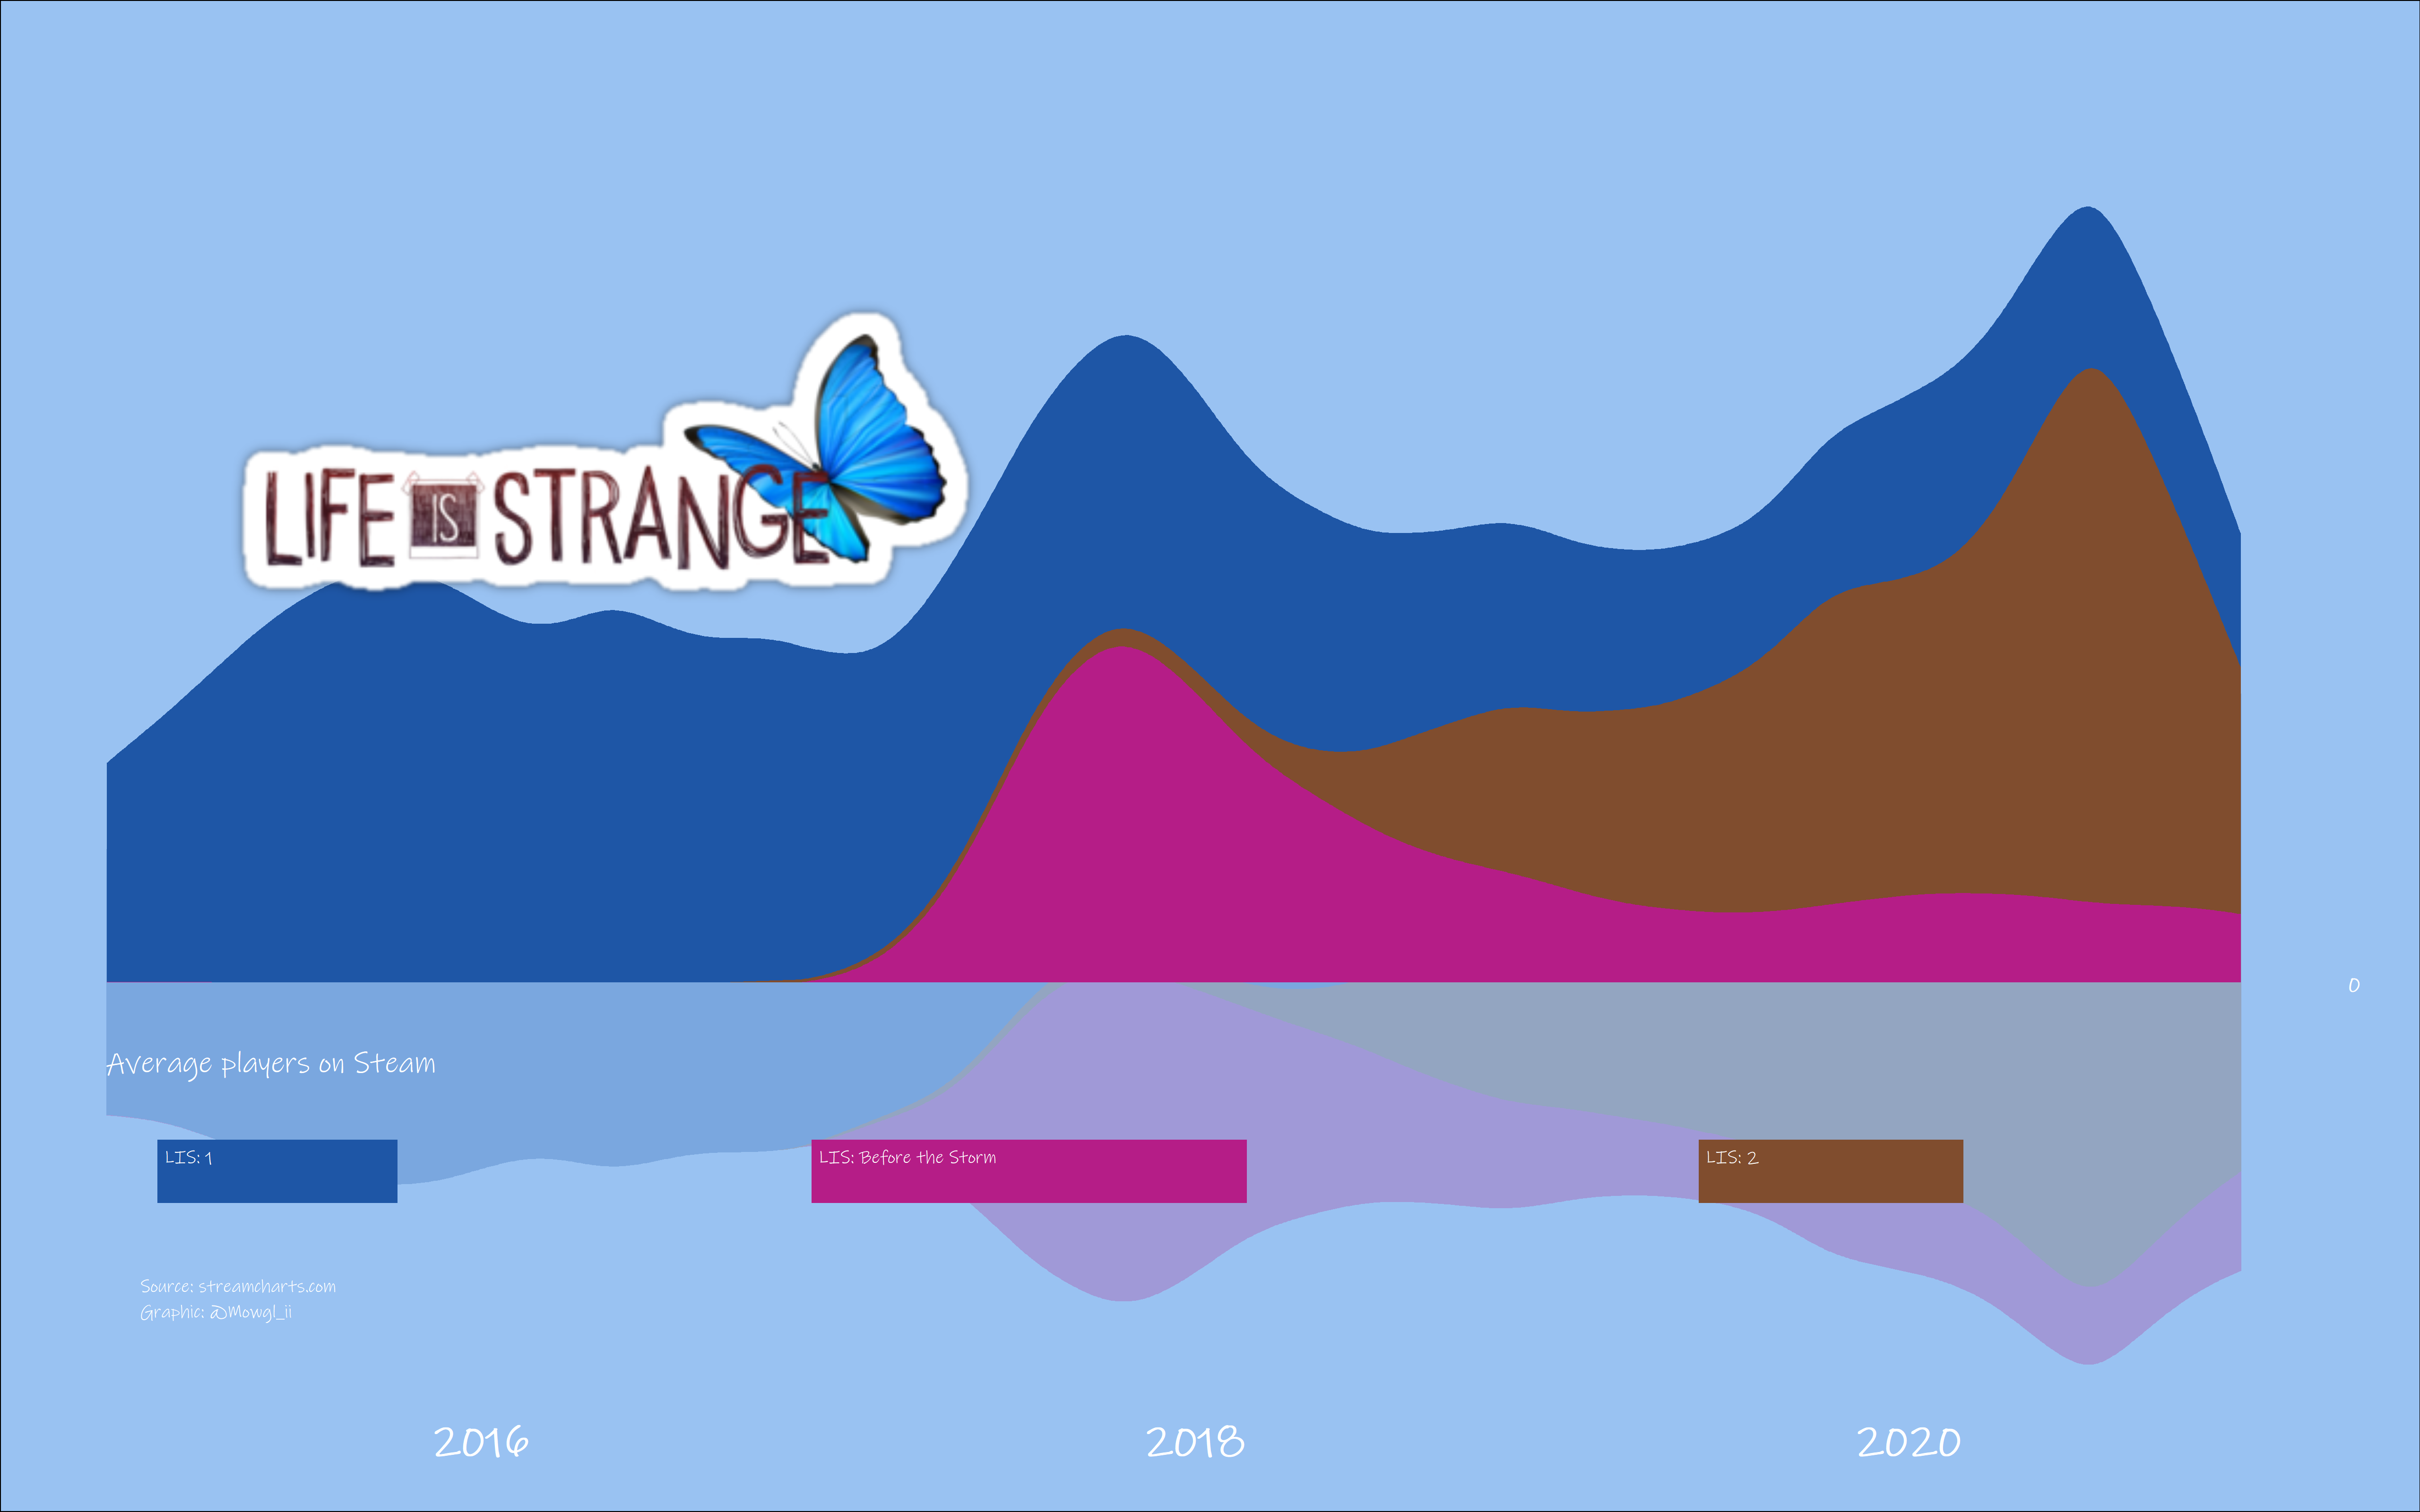 LIFE IS STRANGE
0
Average players on Steam
LIS: 1
LIS: Before the Storm
LIS: 2
Source: streamcharts.com
Graphic: @Mowgl_ii
2016
2018
2020